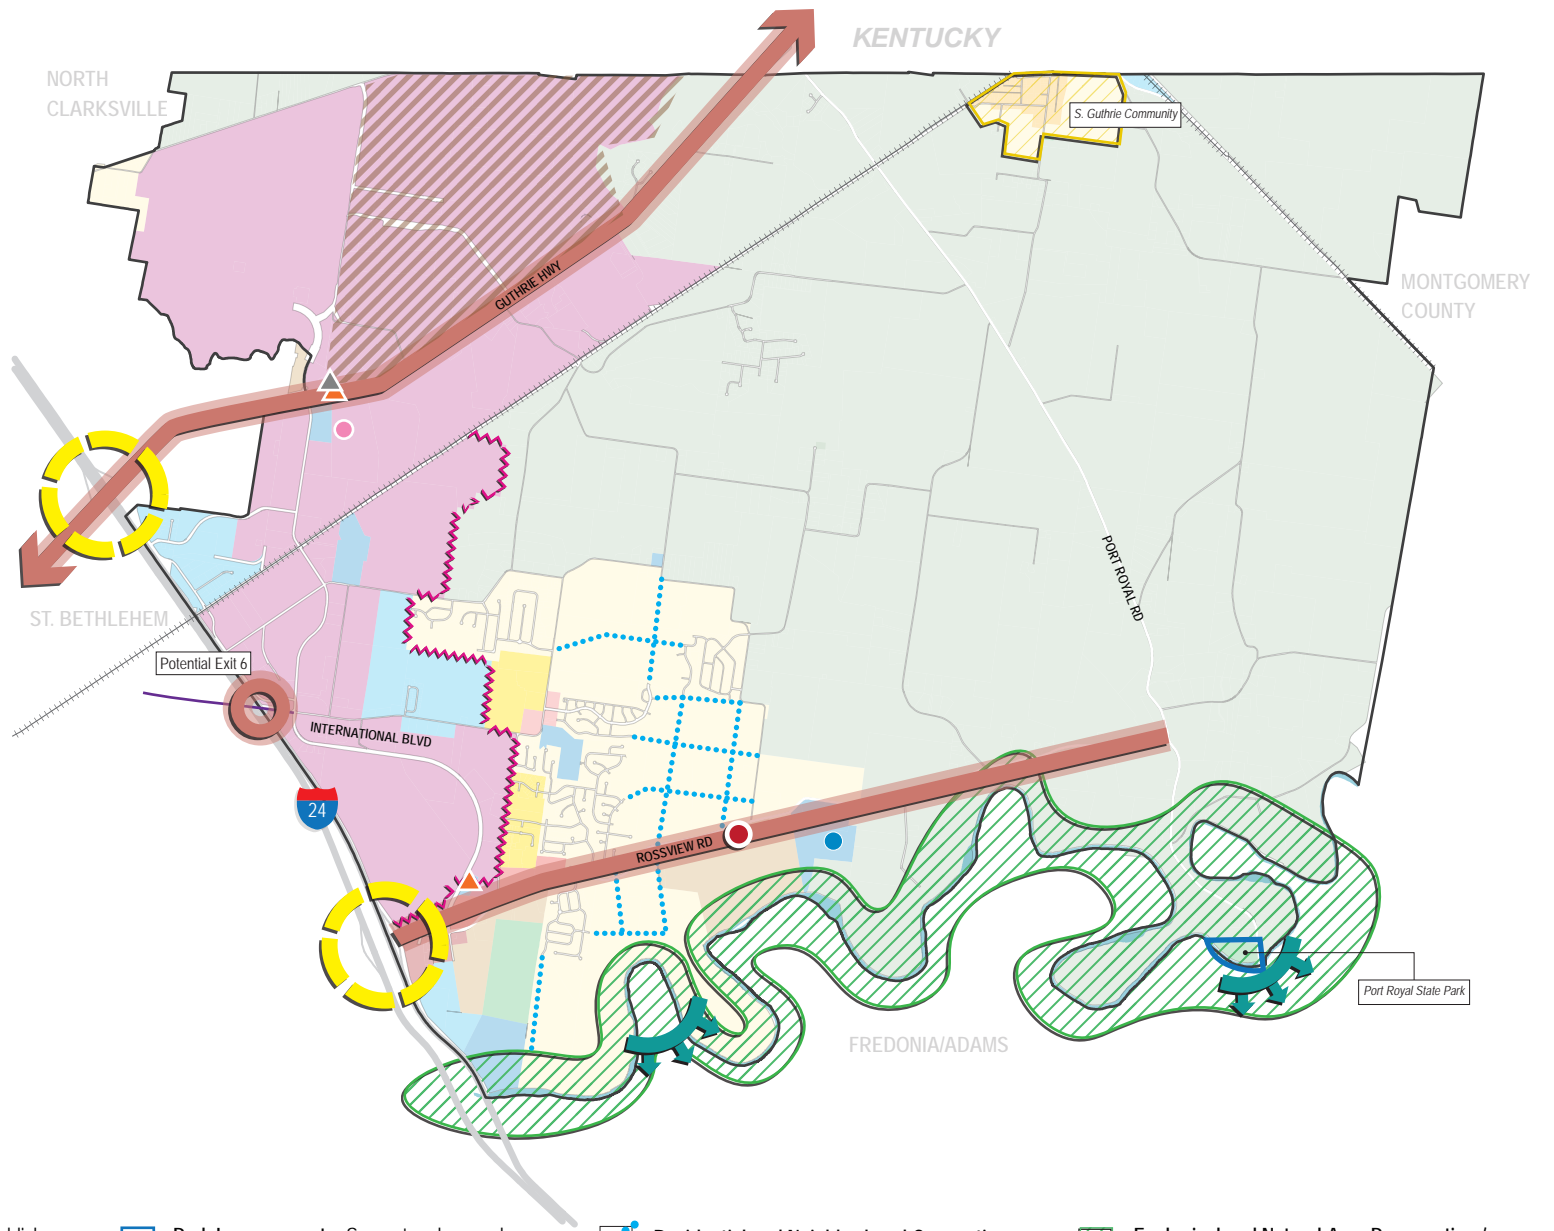 KENTUCKY
NORTH
CLARKSVILLE
S. Guthrie Community
MONTGOMERY
COUNTY
GUTHRIE HWY
PORT ROYAL RD
ST. BETHLEHEM
Potential Exit 6
INTERNATIONAL BLVD
24
ROSSVIEW RD
Port Royal State Park
FREDONIA/ADAMS